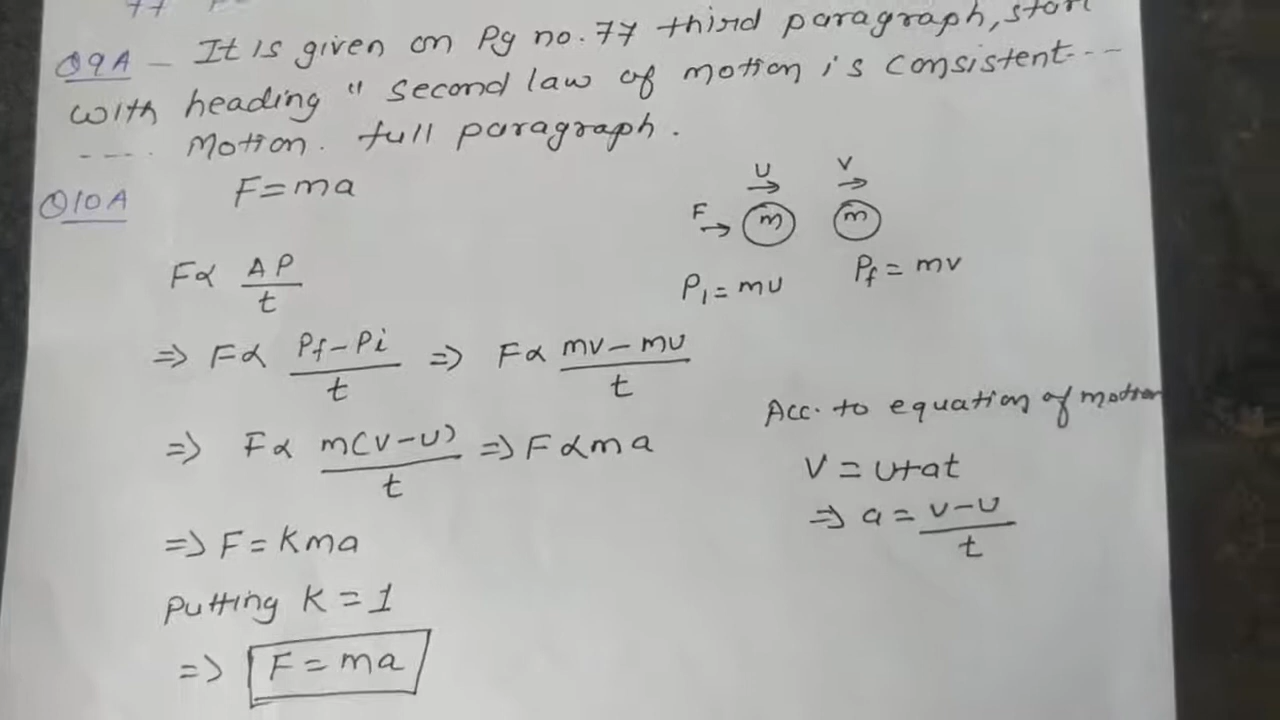 77
Q9A - It is given on Pg no. 77 third paragraph, start
with heading " second law of motion is consistent---
---- Motion. full paragraph.
Q10A F=ma
U V
F → m m
P₁ = mu Pf = mv
F∝ ΔP/t
=> F∝ Pf-Pi/t => F∝ mv-mu/t
Acc. to equation of motion
=> F∝ m(v-u)/t => F∝ma
V = u+at
=> a = v-u/t
=> F = Kma
Putting K = 1
=> F = ma